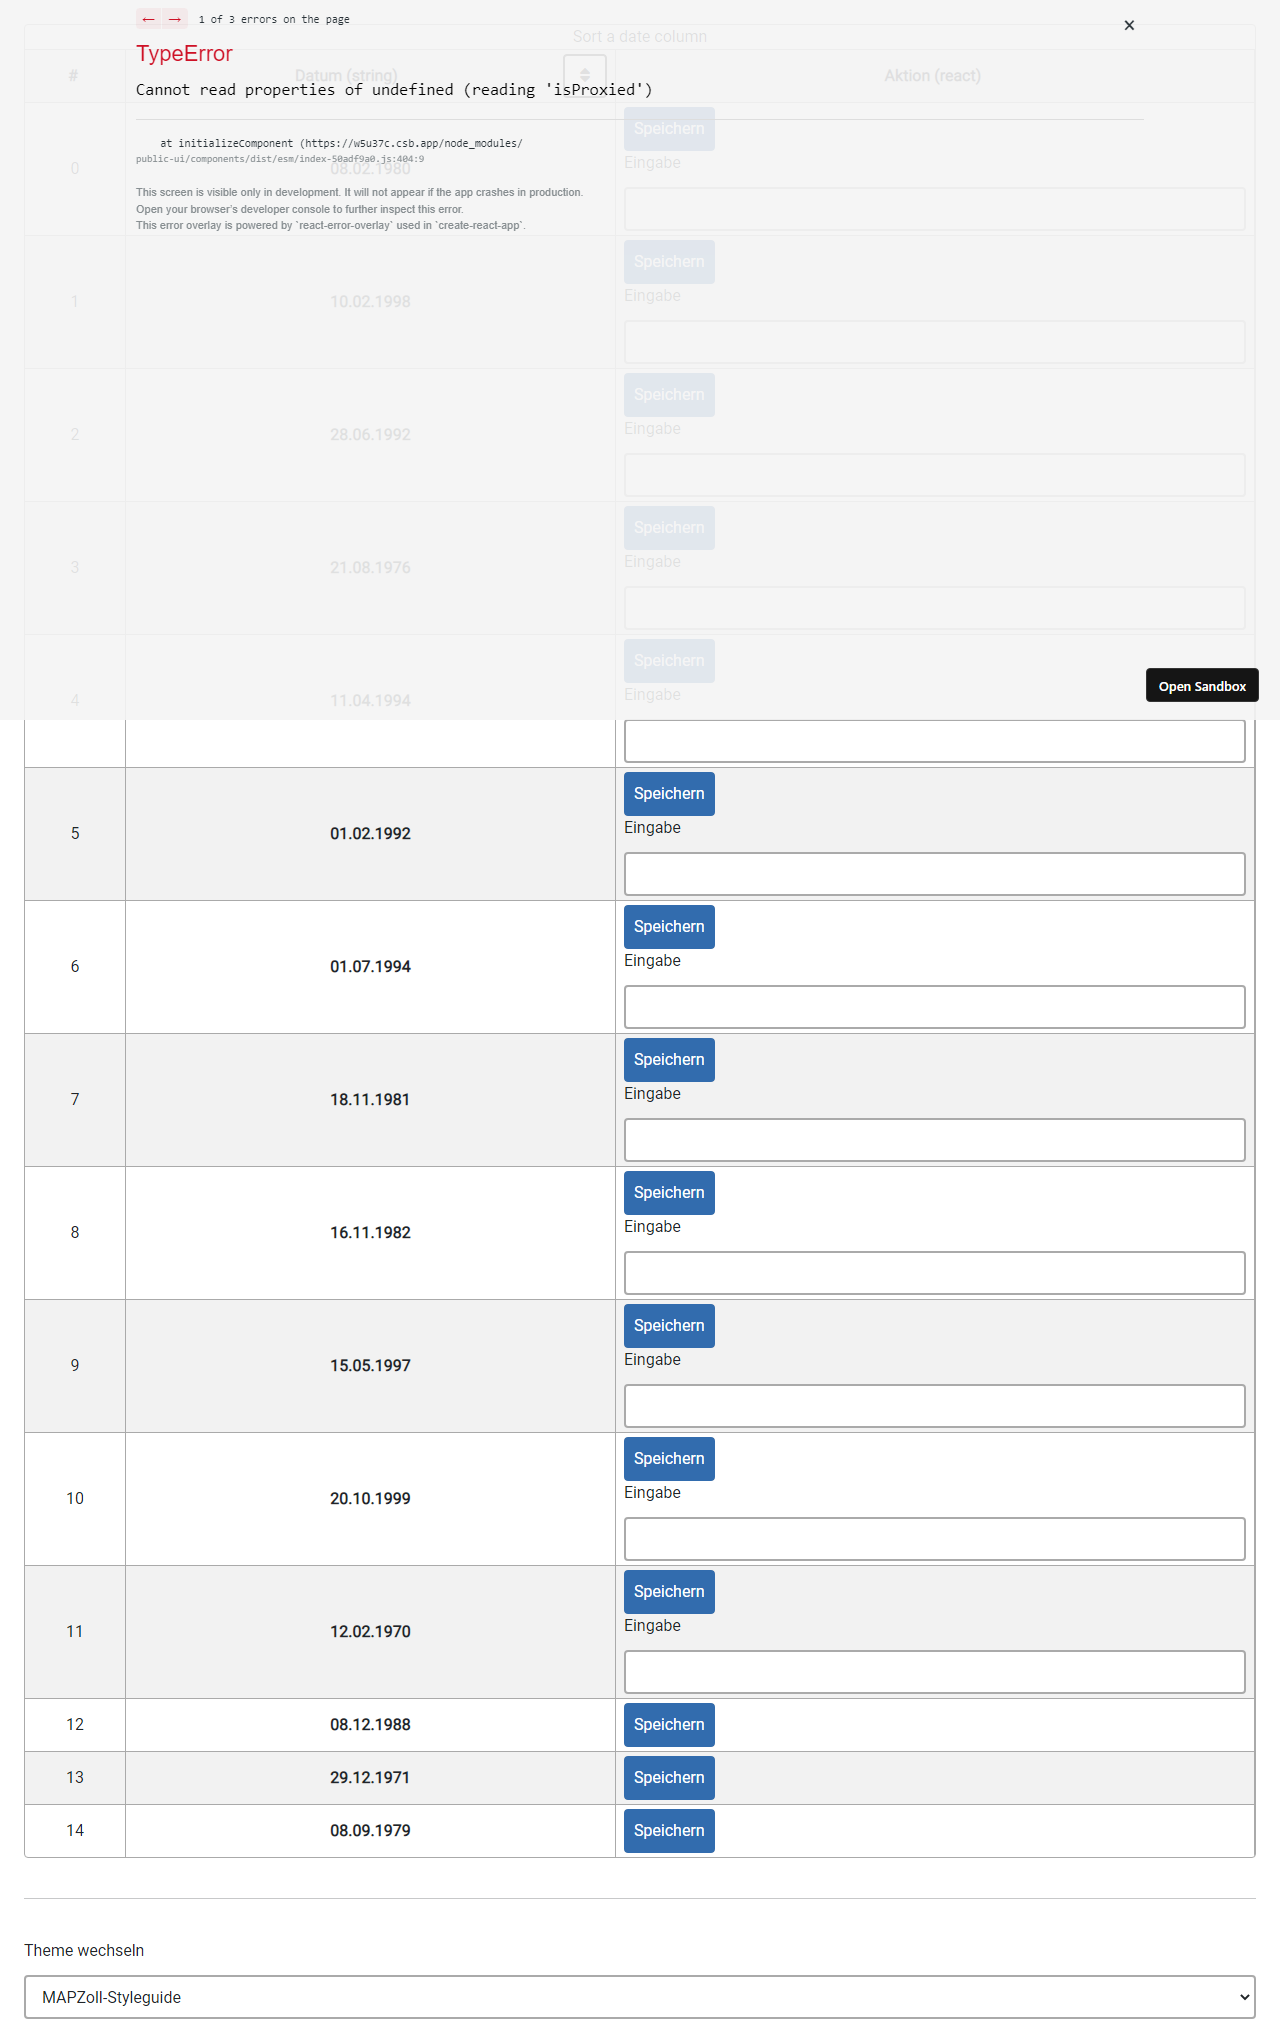 ← → 1 of 3 errors on the page
×
Sort a date column
TypeError
# Datum (string) Aktion (react)
Cannot read properties of undefined (reading 'isProxied')
Speichern
at initializeComponent (https://w5u37c.csb.app/node_modules/
public-ui/components/dist/esm/index-50adf9a0.js:404:9
Eingabe
0 08.02.1980
This screen is visible only in development. It will not appear if the app crashes in production.
Open your browser's developer console to further inspect this error.
This error overlay is powered by `react-error-overlay` used in `create-react-app`.
Speichern
Eingabe
1 10.02.1998
Speichern
Eingabe
2 28.06.1992
Speichern
Eingabe
3 21.08.1976
Speichern
Eingabe
4 11.04.1994
Open Sandbox
Speichern
Eingabe
5 01.02.1992
Speichern
Eingabe
6 01.07.1994
Speichern
Eingabe
7 18.11.1981
Speichern
Eingabe
8 16.11.1982
Speichern
Eingabe
9 15.05.1997
Speichern
Eingabe
10 20.10.1999
Speichern
Eingabe
11 12.02.1970
12 08.12.1988 Speichern
13 29.12.1971 Speichern
14 08.09.1979 Speichern
Theme wechseln
MAPZoll-Styleguide